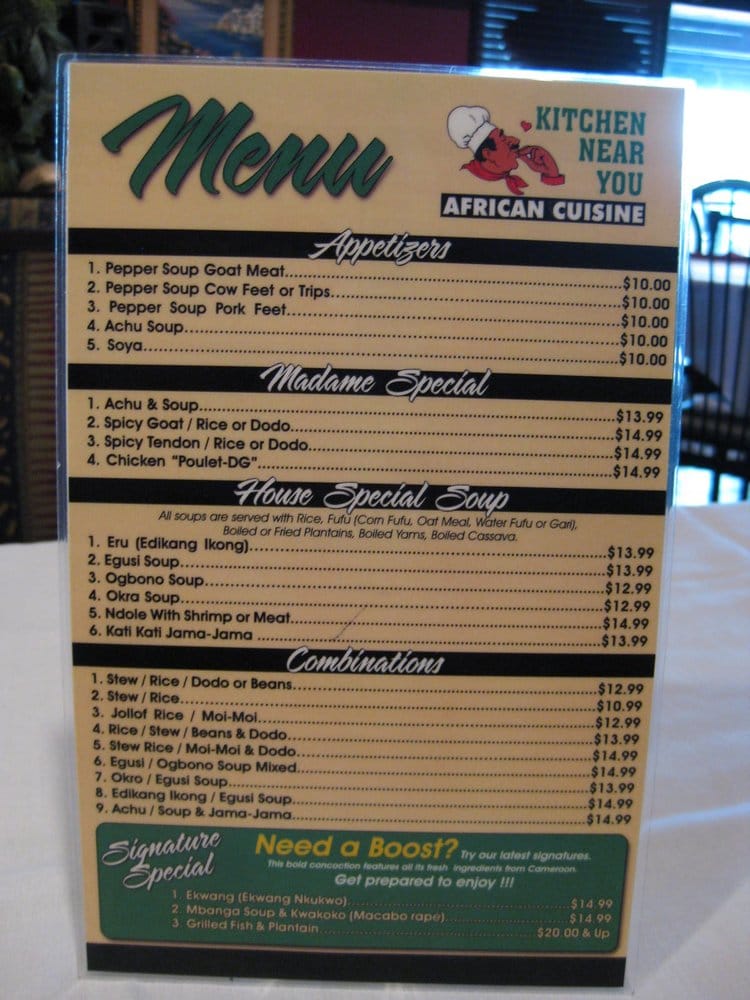 Menu
KITCHEN
NEAR
YOU
AFRICAN CUISINE
Appetizers
1. Pepper Soup Goat Meat.....$10.00
2. Pepper Soup Cow Feet or Trips.....$10.00
3. Pepper Soup Pork Feet.....$10.00
4. Achu Soup.....$10.00
5. Soya.....$10.00
Madame Special
1. Achu & Soup.....$13.99
2. Spicy Goat / Rice or Dodo.....$14.99
3. Spicy Tendon / Rice or Dodo.....$14.99
4. Chicken "Poulet-DG".....$14.99
House Special Soup
All soups are served with Rice, Fufu (Corn Fufu, Oat Meal, Water Fufu or Gari),
Boiled or Fried Plantains, Boiled Yams, Boiled Cassava.
1. Eru (Edikang Ikong).....$13.99
2. Egusi Soup.....$13.99
3. Ogbono Soup.....$12.99
4. Okra Soup.....$12.99
5. Ndole With Shrimp or Meat.....$14.99
6. Kati Kati Jama-Jama .....$13.99
Combinations
1. Stew / Rice / Dodo or Beans.....$12.99
2. Stew / Rice.....$10.99
3. Jollof Rice / Moi-Moi.....$12.99
4. Rice / Stew / Beans & Dodo.....$13.99
5. Stew Rice / Moi-Moi & Dodo.....$14.99
6. Egusi / Ogbono Soup Mixed.....$14.99
7. Okro / Egusi Soup.....$13.99
8. Edikang Ikong / Egusi Soup.....$14.99
9. Achu / Soup & Jama-Jama.....$14.99
Signature
Special
Need a Boost? Try our latest signatures.
This bold concoction features all its fresh ingredients from Cameroon.
Get prepared to enjoy !!!
1. Ekwang (Ekwang Nkukwo).....$14.99
2. Mbanga Soup & Kwakoko (Macabo rape).....$14.99
3 Grilled Fish & Plantain.....$20.00 & Up